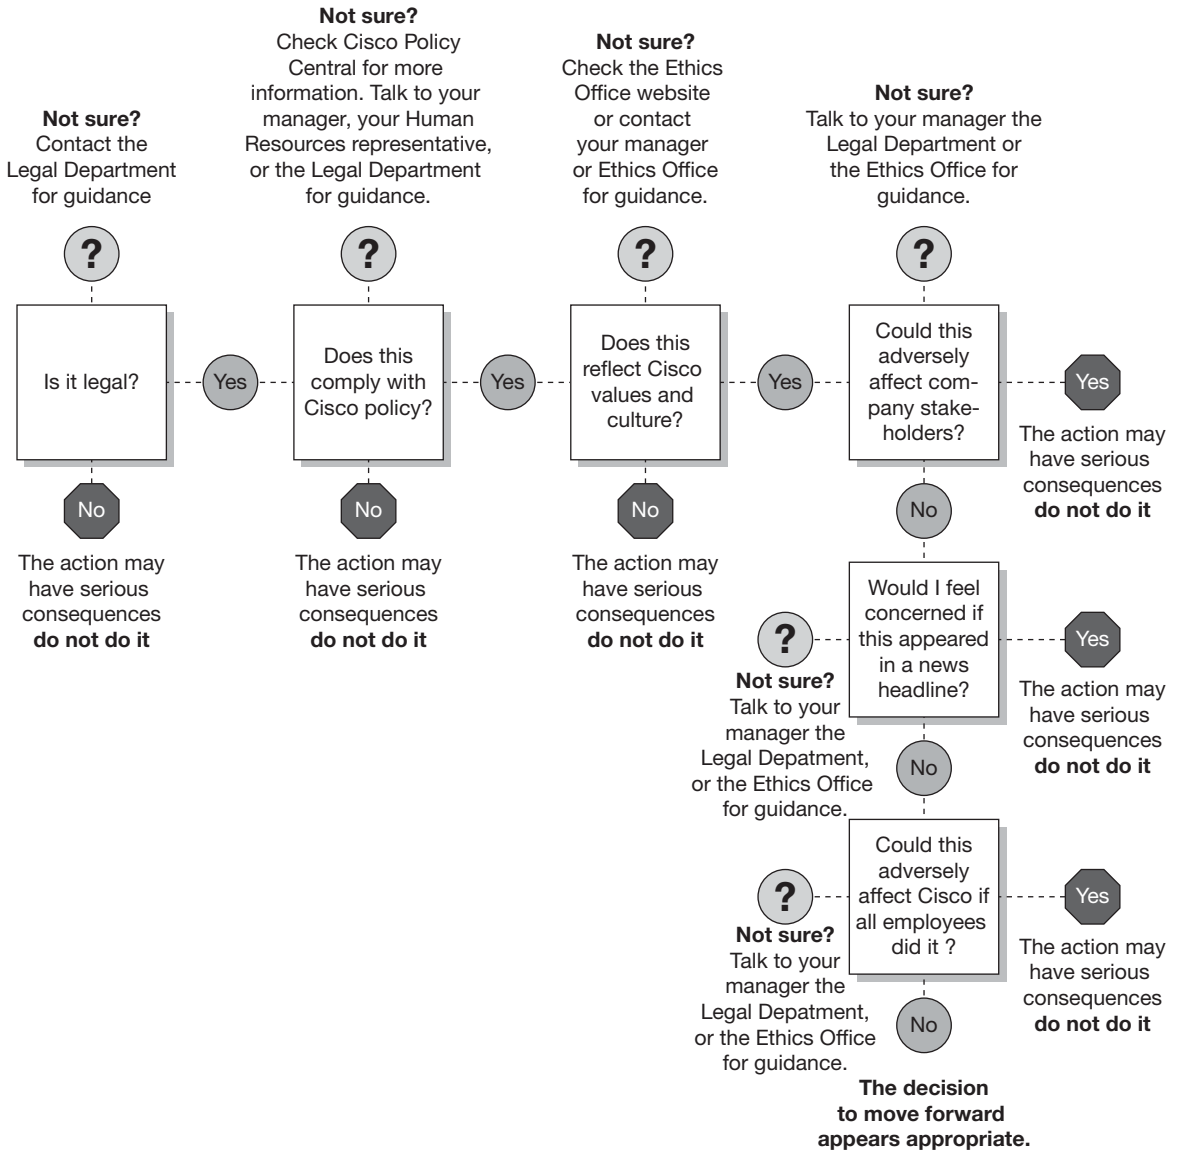 Not sure?
Contact the
Legal Department
for guidance
Not sure?
Check Cisco Policy
Central for more
information. Talk to your
manager, your Human
Resources representative,
or the Legal Department
for guidance.
Not sure?
Check the Ethics
Office website
or contact
your manager
or Ethics Office
for guidance.
Not sure?
Talk to your manager the
Legal Department or
the Ethics Office for
guidance.
?
?
?
?
Is it legal?
Yes
Does this
comply with
Cisco policy?
Yes
Does this
reflect Cisco
values and
culture?
Yes
Could this
adversely
affect com-
pany stake-
holders?
Yes
The action may
have serious
consequences
do not do it
No
The action may
have serious
consequences
do not do it
No
The action may
have serious
consequences
do not do it
No
The action may
have serious
consequences
do not do it
No
Would I feel
concerned if
this appeared
in a news
headline?
?
Not sure?
Talk to your
manager the
Legal Depatment,
or the Ethics Office
for guidance.
Yes
The action may
have serious
consequences
do not do it
No
Could this
adversely
affect Cisco if
all employees
did it ?
?
Not sure?
Talk to your
manager the
Legal Depatment,
or the Ethics Office
for guidance.
Yes
The action may
have serious
consequences
do not do it
No
The decision
to move forward
appears appropriate.